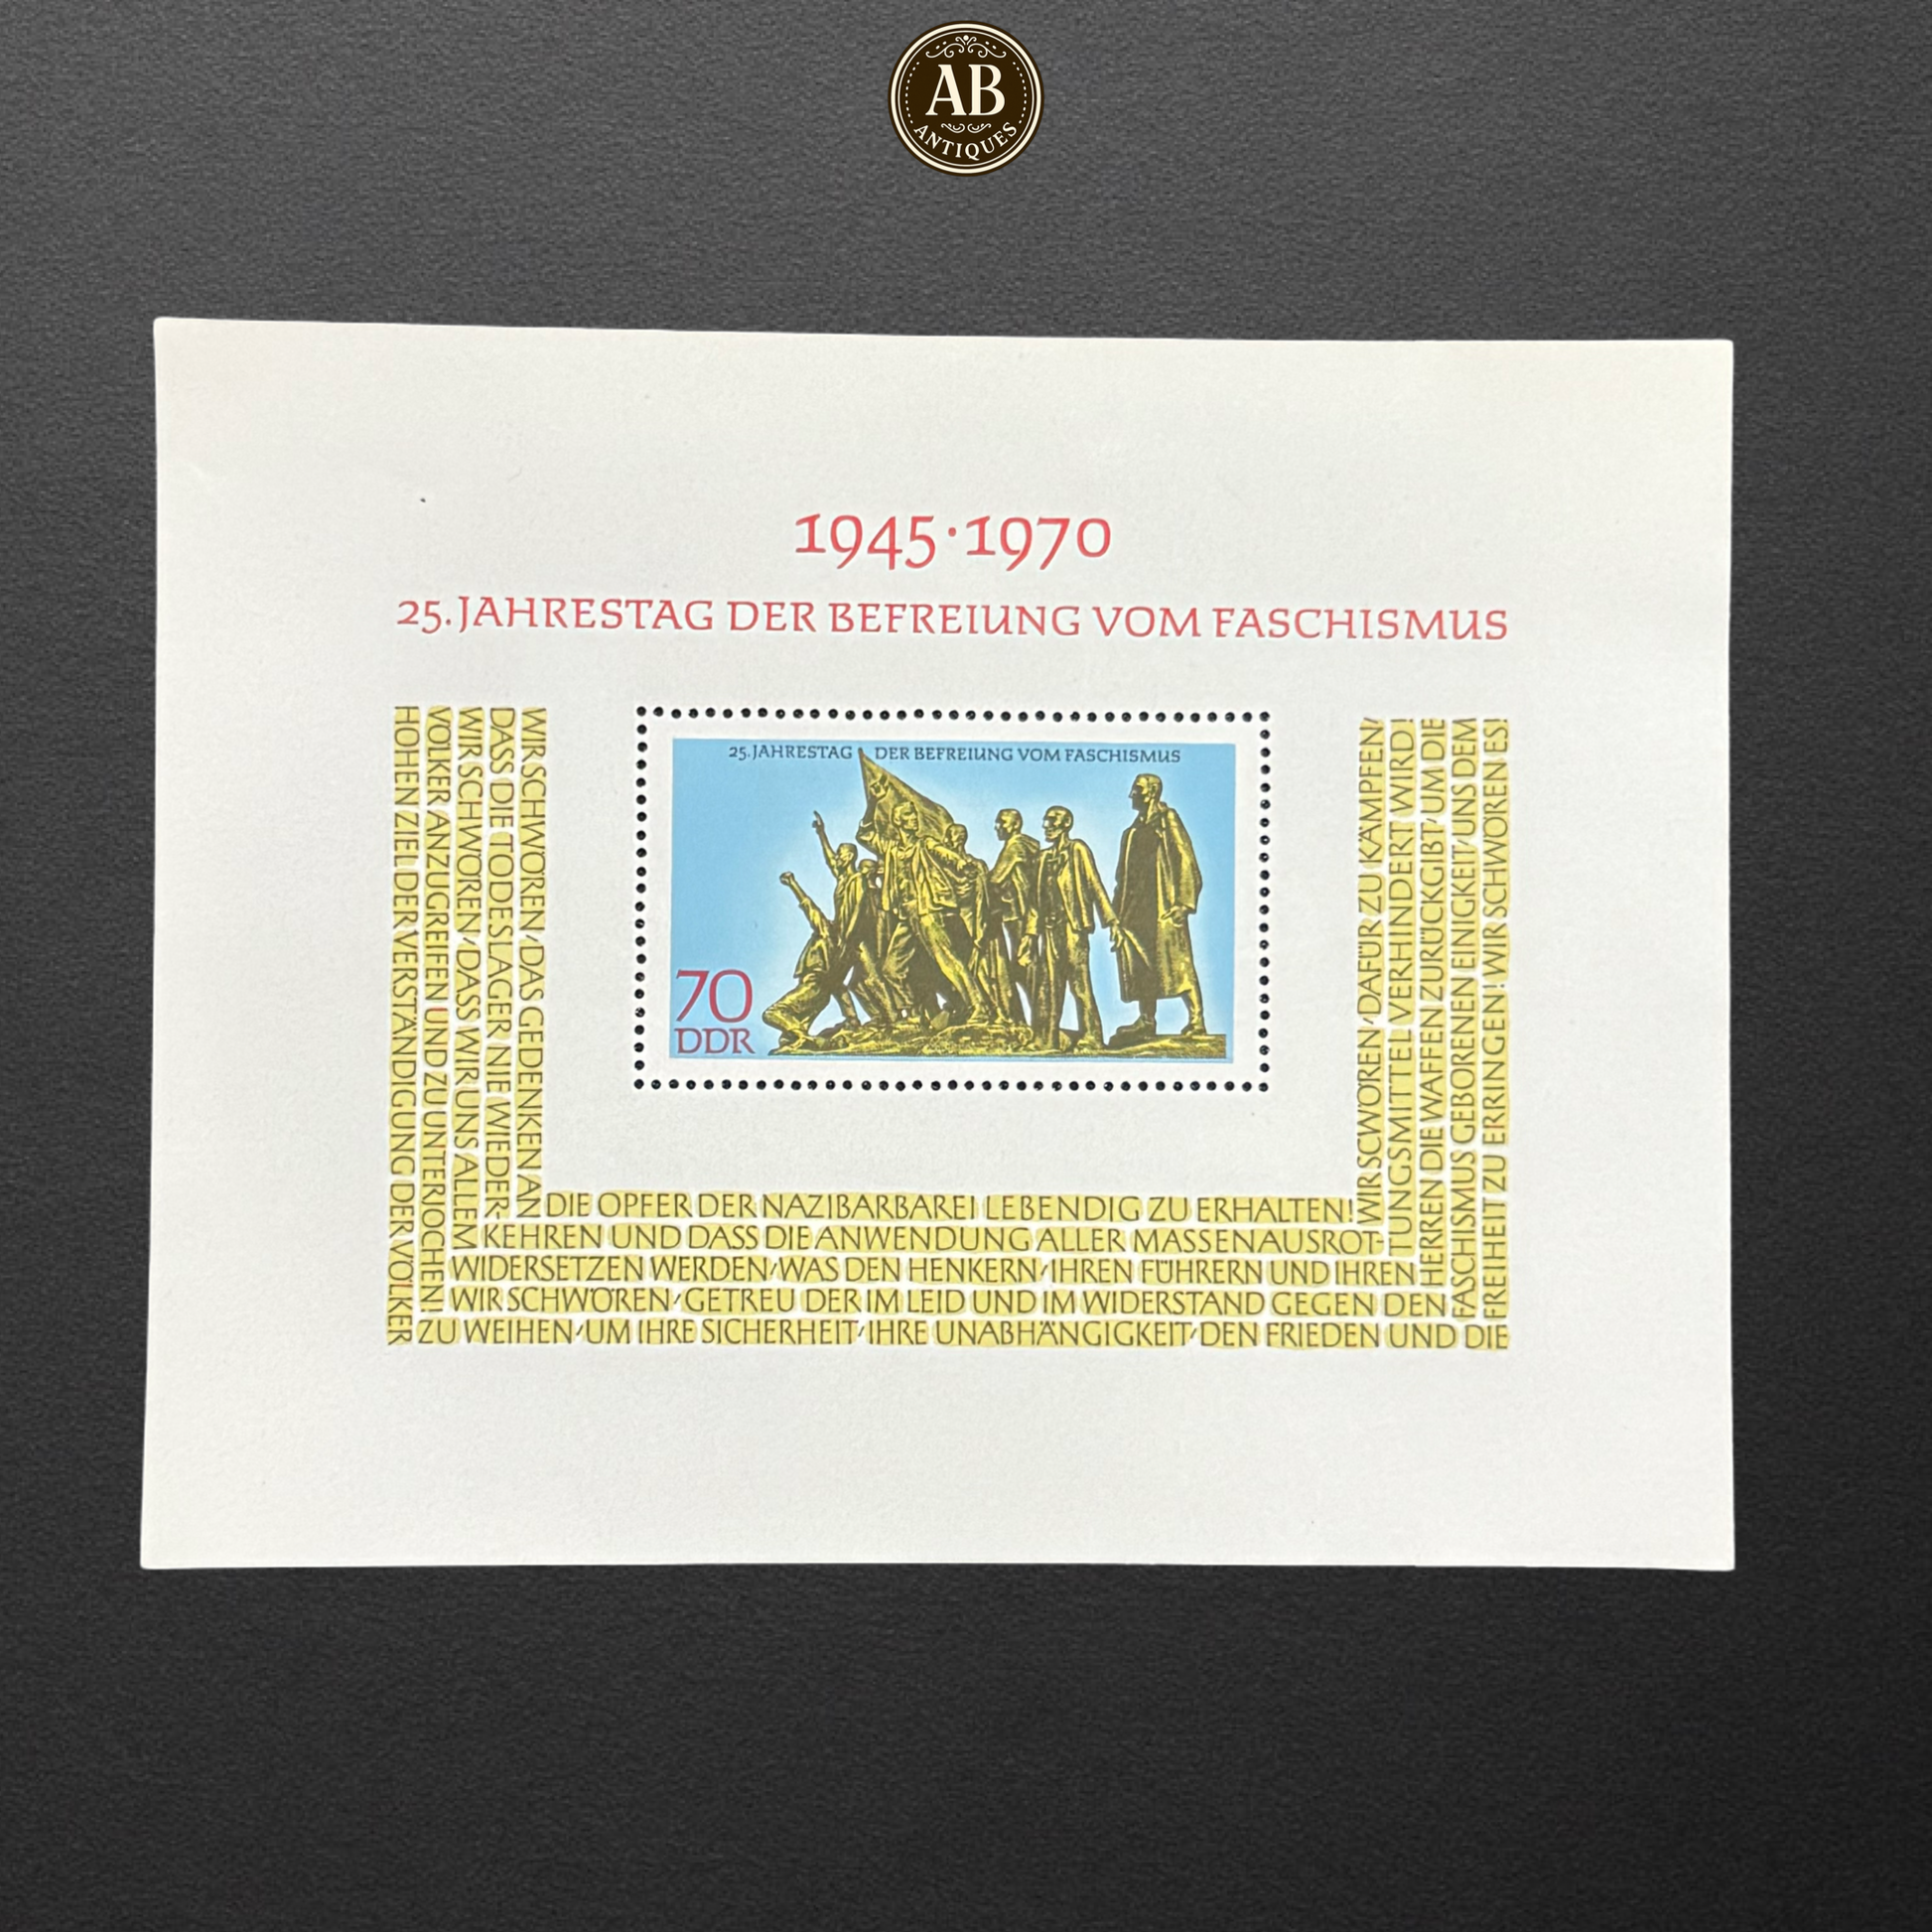 AB
ANTIQUES
1945·1970
25. JAHRESTAG DER BEFREIUNG VOM FASCHISMUS
25. JAHRESTAG DER BEFREIUNG VOM FASCHISMUS
70
DDR
WIR SCHWÖREN, DAS GEDENKEN AN DIE OPFER DER NAZIBARBAREI LEBENDIG ZU ERHALTEN! WIR SCWÖREN, DAFÜR ZU KÄMPFEN,
DASS DIE TODESLAGER NIE WIEDER-KEHREN UND DASS DIE ANWENDUNG ALLER MASSENAUSROT-TUNGSMITTEL VERHINDERT WIRD!
WIR SCHWÖREN, DASS WIR UNS ALLEM WIDERSETZEN WERDEN, WAS DEN HENKERN, IHREN FÜHRERN UND IHREN HERREN DIE WAFFEN ZURÜCKGIBT, UM DIE
VÖLKER ANZUGREIFEN UND ZU UNTERJOCHEN! WIR SCHWÖREN, GETREU DER IM LEID UND IM WIDERSTAND GEGEN DEN FASCHISMUS GEBORENEN EINIGKEIT, UNS DEM
HOHEN ZIEL DER VERSTÄNDIGUNG DER VÖLKER ZU WEIHEN, UM IHRE SICHERHEIT, IHRE UNABHÄNGIGKEIT, DEN FRIEDEN UND DIE FREIHEIT ZU ERRINGEN! WIR SCHWÖREN ES!